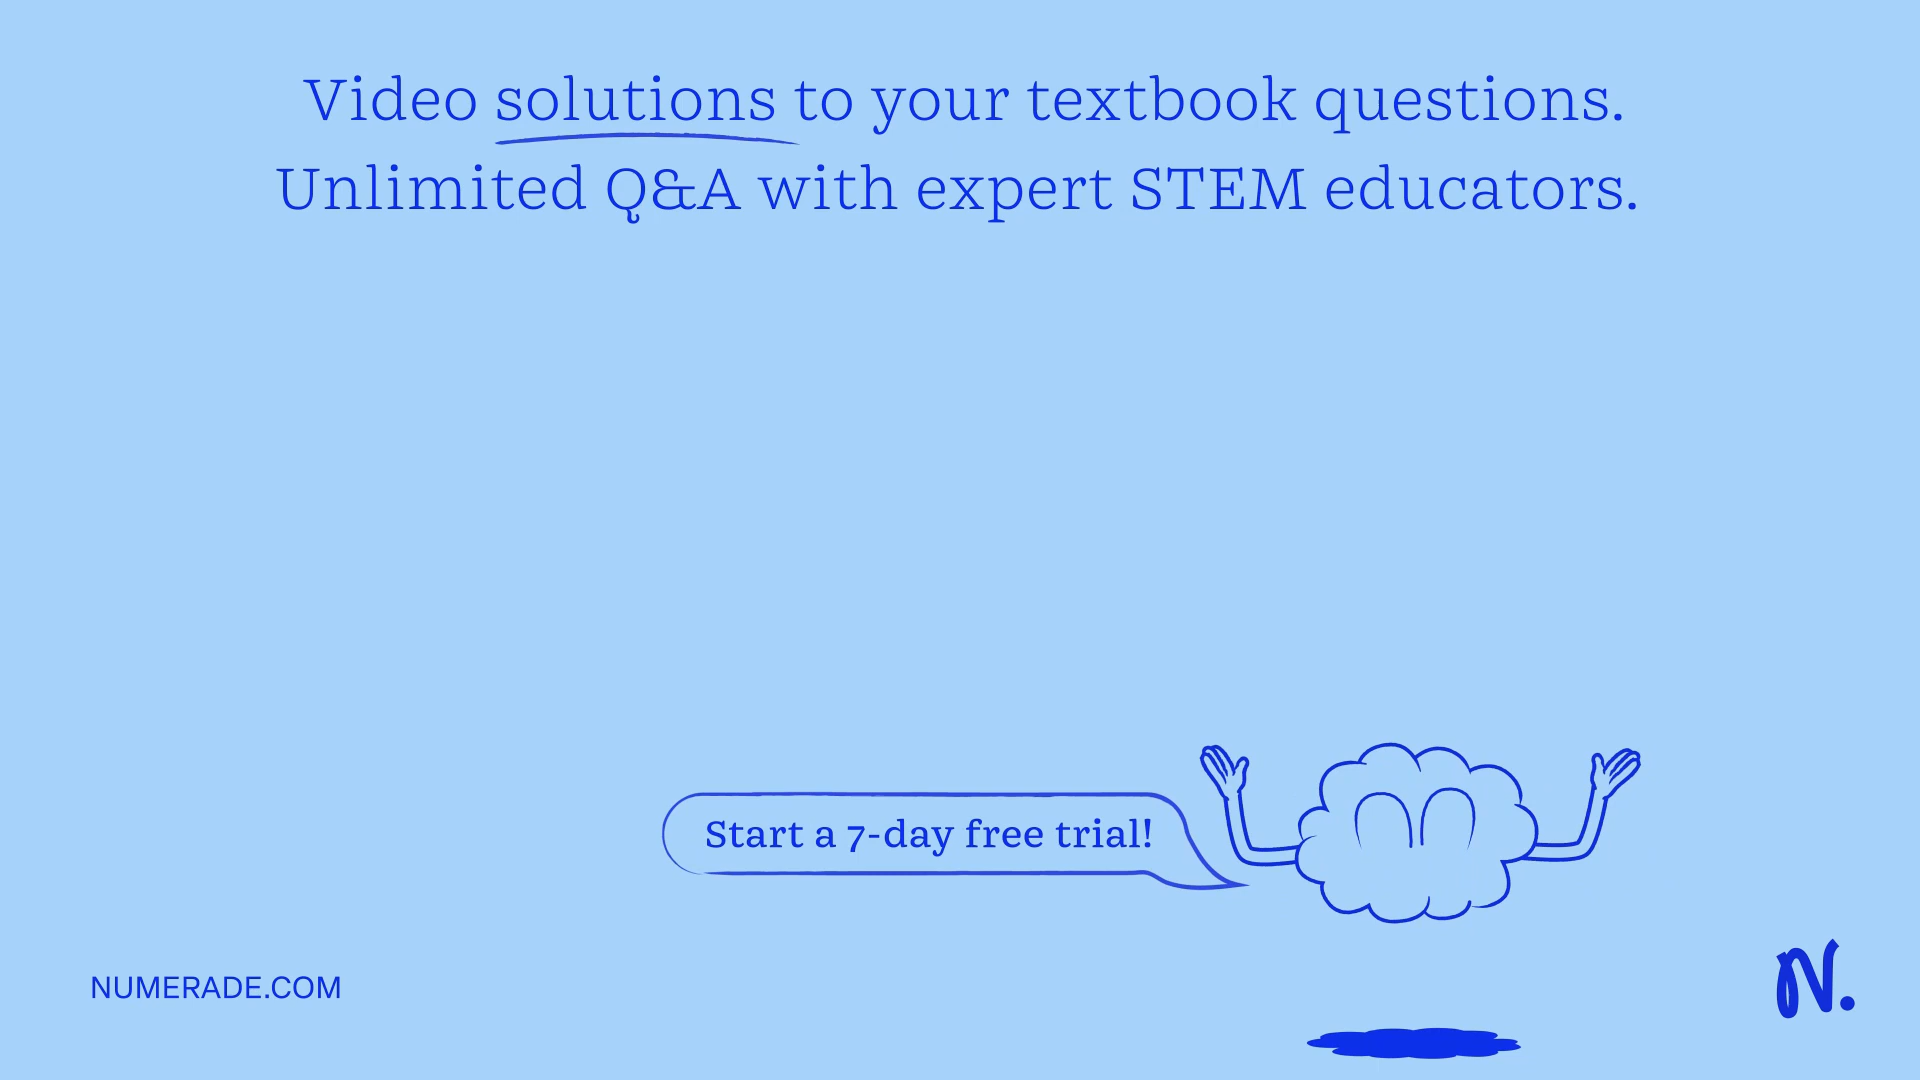 Video solutions to your textbook questions.
Unlimited Q&A with expert STEM educators.
Start a 7-day free trial!
NUMERADE.COM
N.